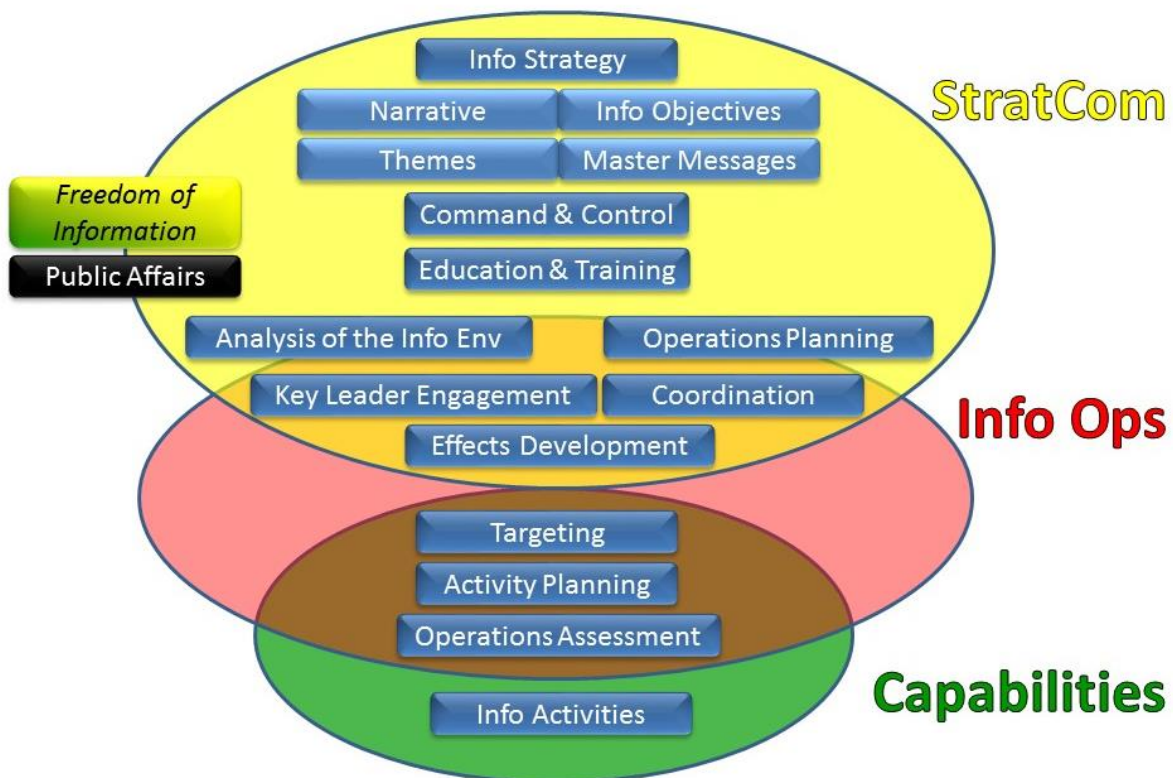 Info Strategy
StratCom
Narrative
Info Objectives
Themes
Master Messages
Freedom of
Information
Public Affairs
Command & Control
Education & Training
Analysis of the Info Env
Operations Planning
Key Leader Engagement
Coordination
Info Ops
Effects Development
Targeting
Activity Planning
Operations Assessment
Capabilities
Info Activities